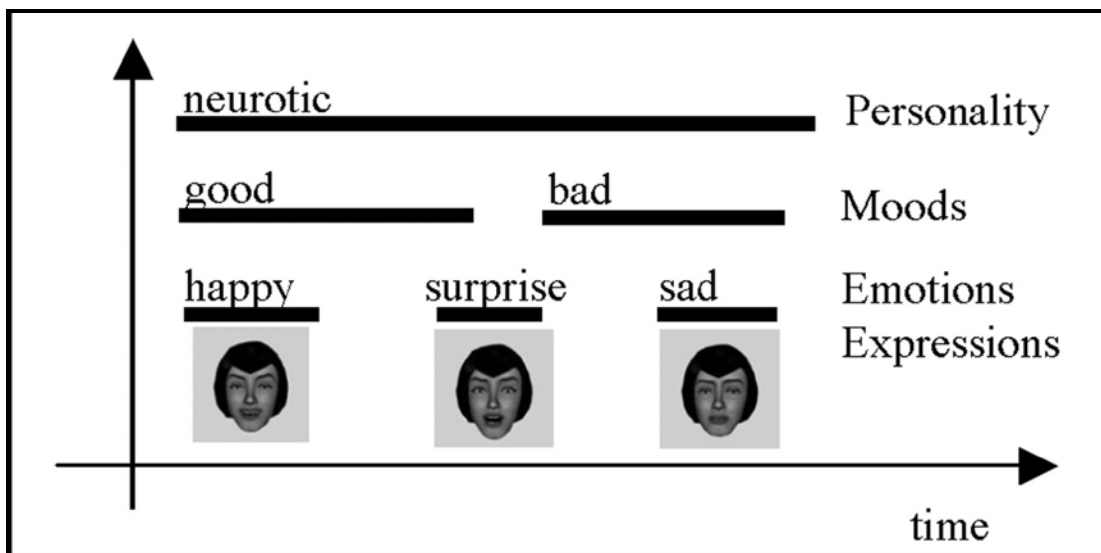 neurotic
Personality
good
bad
Moods
happy
surprise
sad
Emotions
Expressions
time